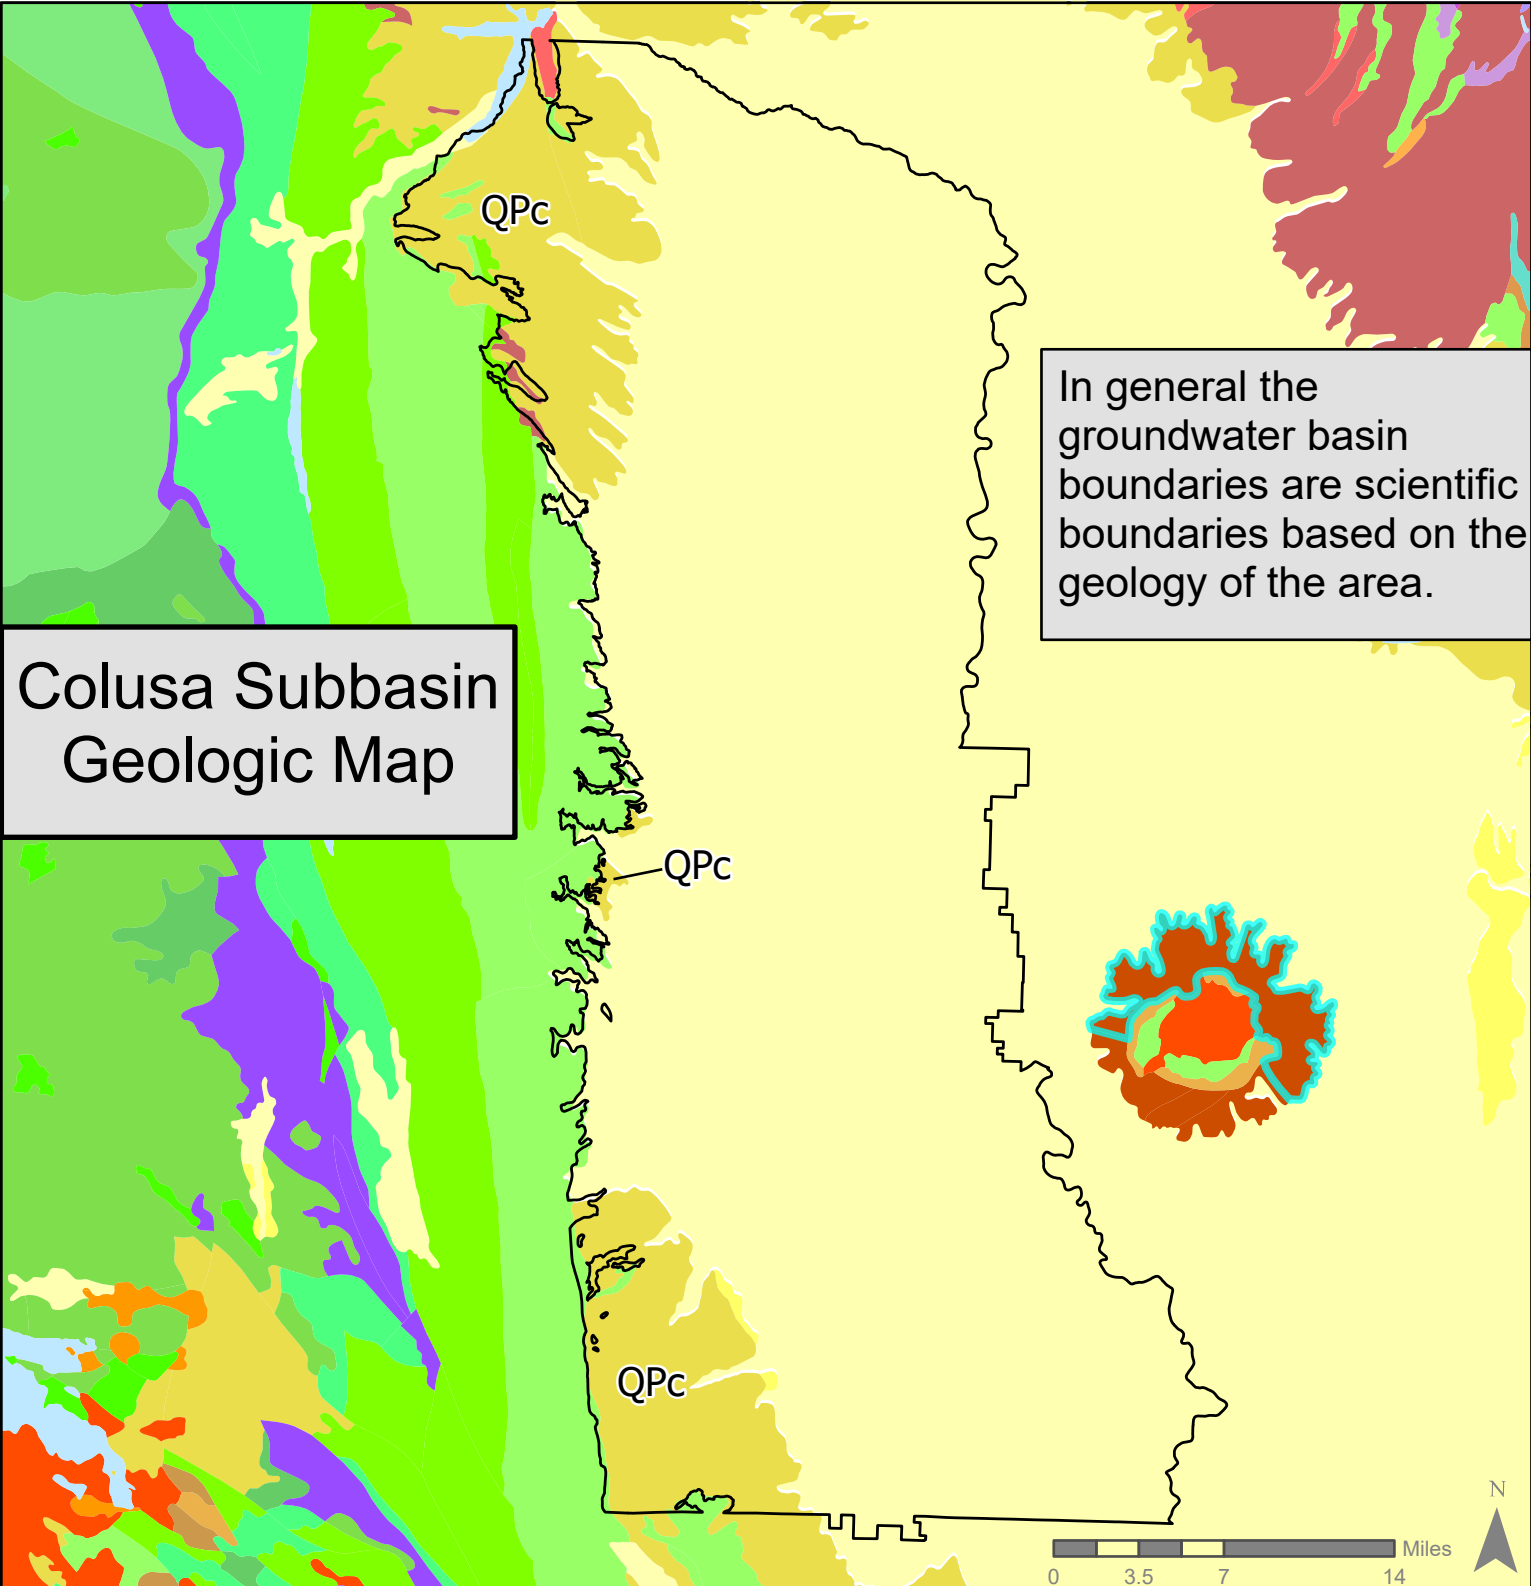 QPc
In general the
groundwater basin
boundaries are scientific
boundaries based on the
geology of the area.
Colusa Subbasin
Geologic Map
QPc
QPc
N
Miles
0 3.5 7 14